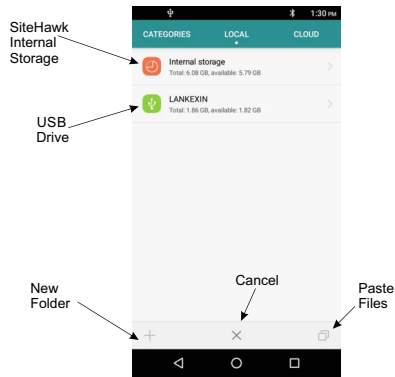 1:30 PM
CATEGORIES LOCAL CLOUD
SiteHawk
Internal
Storage
Internal storage
Total: 6.08 GB, available: 5.79 GB
USB
Drive
LANKEXIN
Total: 1.86 GB, available: 1.82 GB
New
Folder
Cancel
Paste
Files